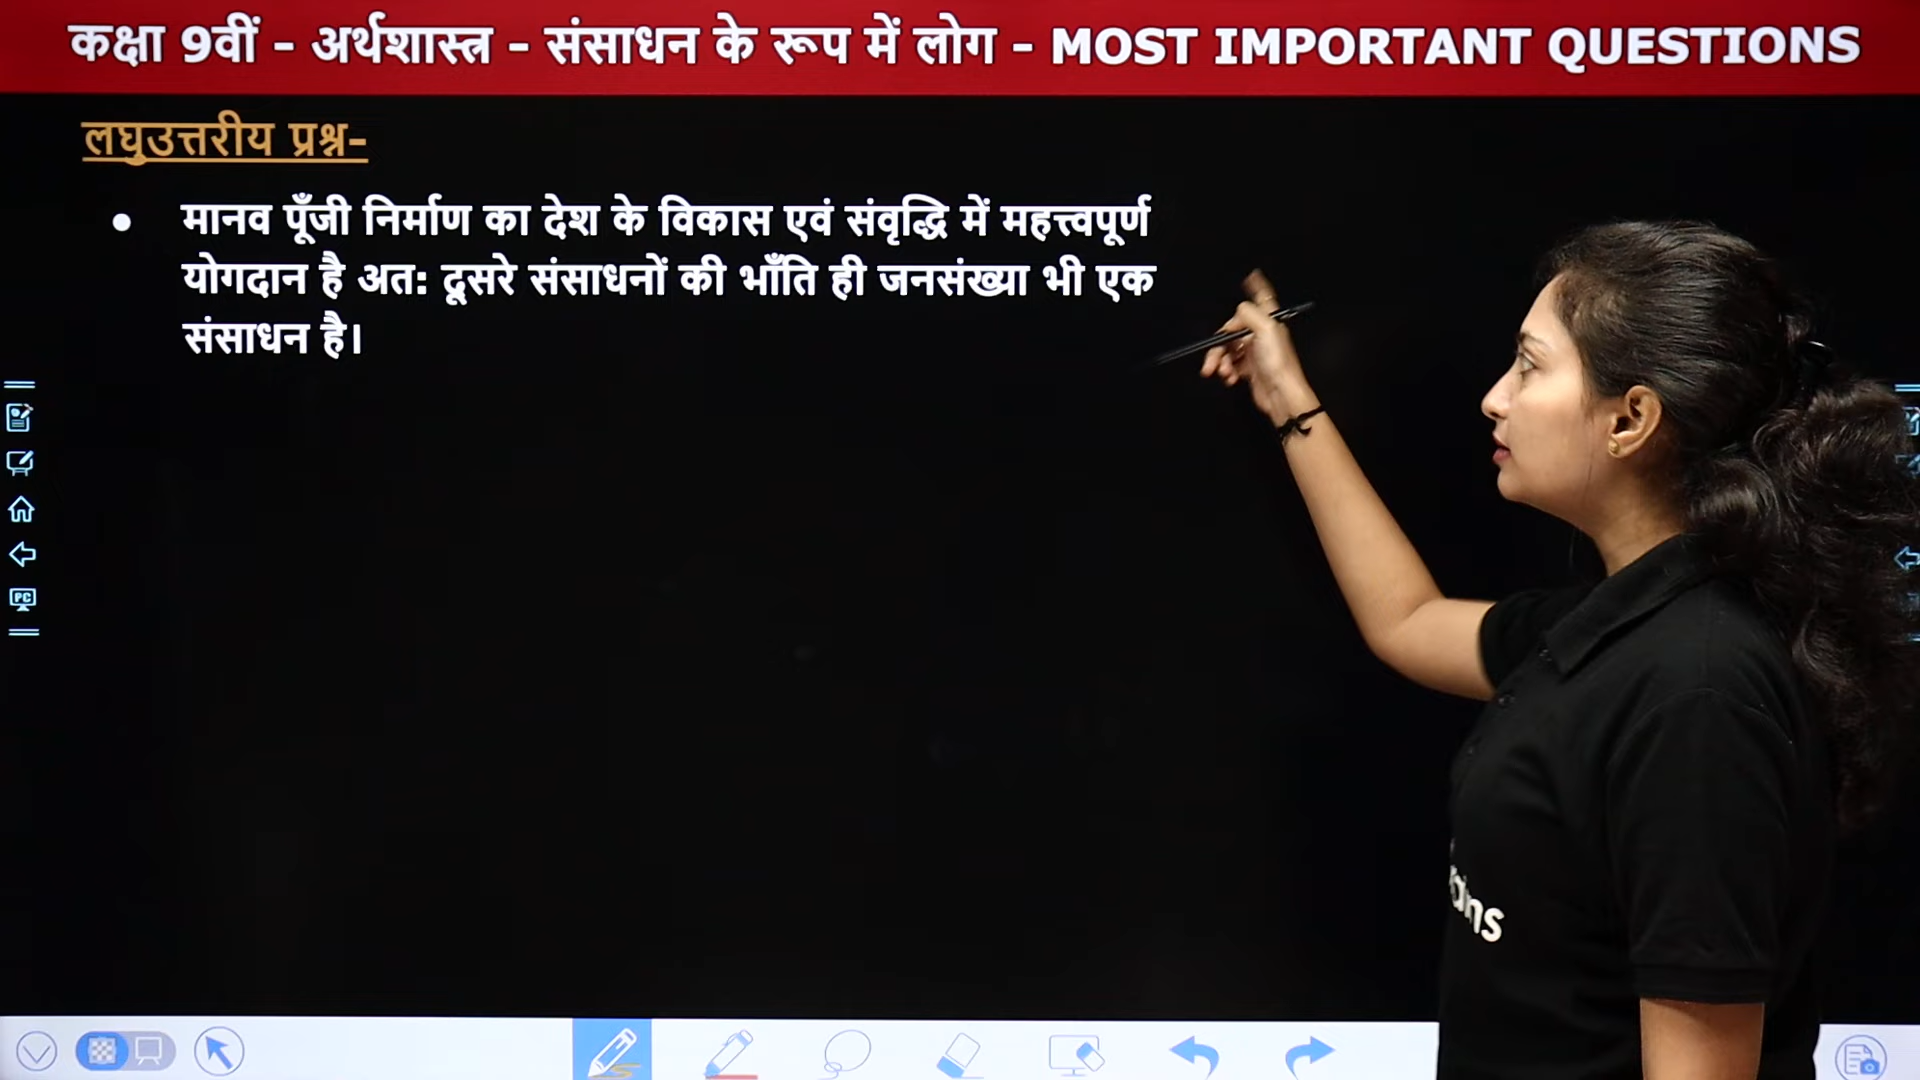 कक्षा 9वीं - अर्थशास्त्र - संसाधन के रूप में लोग - MOST IMPORTANT QUESTIONS
लघुउत्तरीय प्रश्न-
• मानव पूँजी निर्माण का देश के विकास एवं संवृद्धि में महत्त्वपूर्ण
योगदान है अतः दूसरे संसाधनों की भाँति ही जनसंख्या भी एक
संसाधन है।
PC